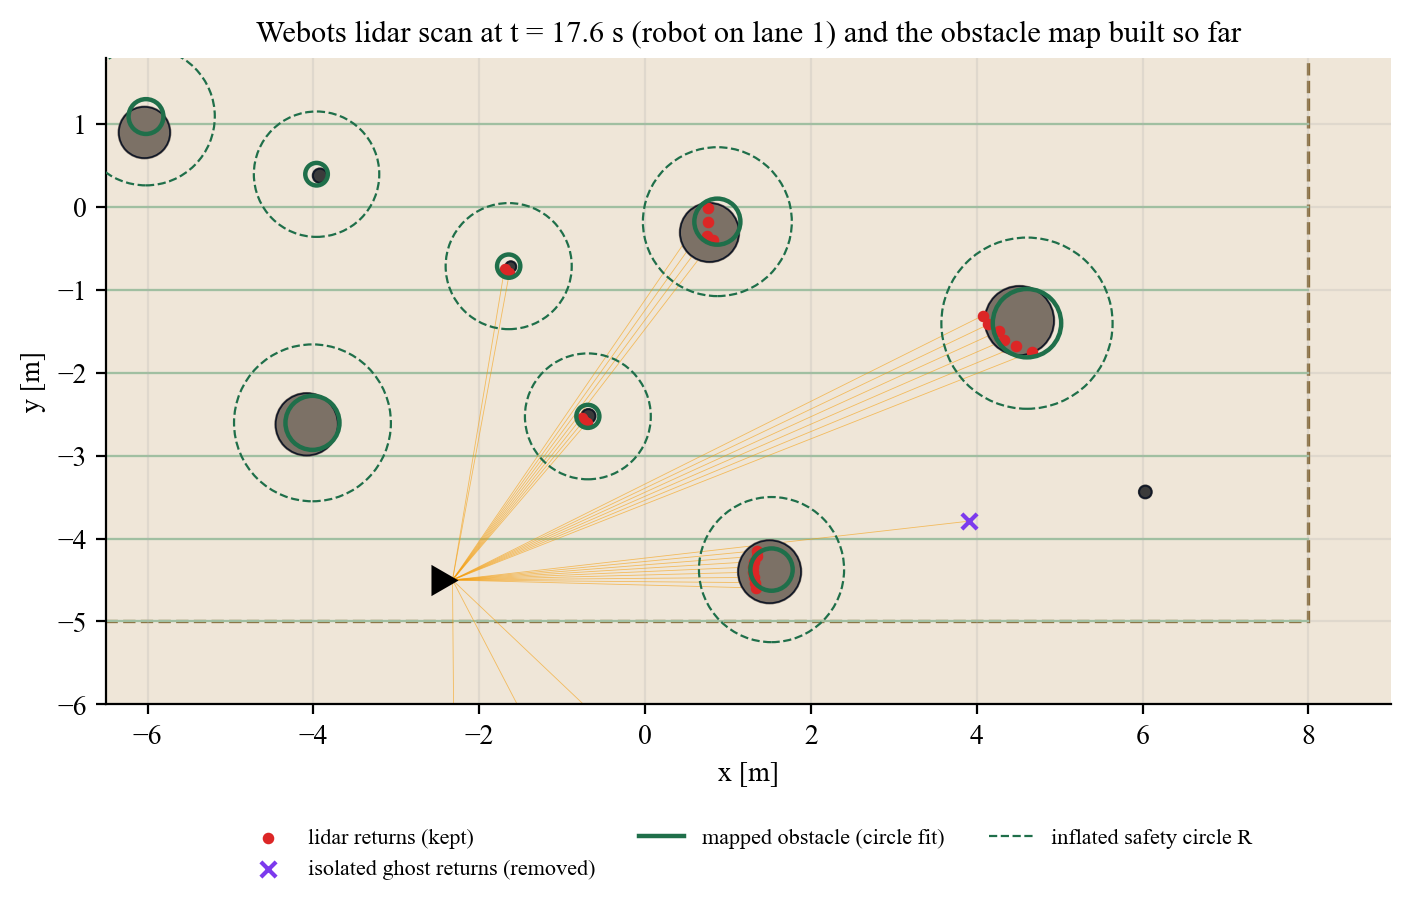 Webots lidar scan at t = 17.6 s (robot on lane 1) and the obstacle map built so far
1
0
−1
−2
−3
−4
−5
−6
y [m]
−6
−4
−2
0
2
4
6
8
x [m]
lidar returns (kept)
isolated ghost returns (removed)
mapped obstacle (circle fit)
inflated safety circle R